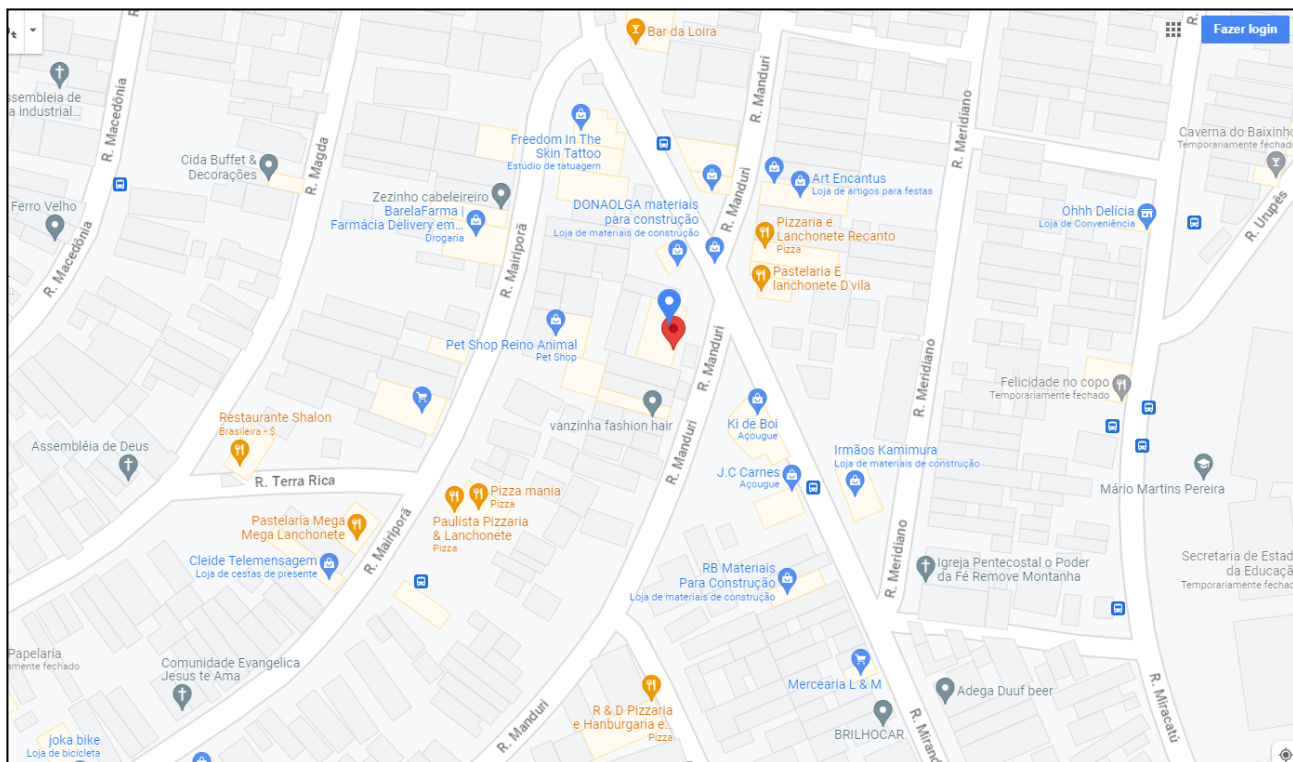 Fazer login
Bar da Loira
R. Manduri
R.
R.
R. Macedônia
ssembleia de
a industrial...
R. Magda
Cida Buffet &
Decorações
Freedom In The
Skin Tattoo
Estúdio de tatuagem
R. Meridiano
Caverna do Baixinho
Temporariamente fechado
Art Encantus
Loja de artigos para festas
R. Manduri
Zezinho cabeleireiro
BarelaFarma |
Farmácia Delivery em...
Drogaria
DONAOLGA materiais
para construção
Loja de materiais de construção
Ferro Velho
R. Macedônia
R. Mairiporã
Pizzaria e
Lanchonete Recanto
Pizza
Ohhh Delícia
Loja de Conveniência
R. Urupês
Pastelaria E
lanchonete D'vila
R. Meridiano
Pet Shop Reino Animal
Pet Shop
R. Manduri
R. Meridiano
Felicidade no copo
Temporariamente fechado
Restaurante Shalon
Brasileira - $
vanzinha fashion hair
Ki de Boi
Açougue
R. Manduri
Assembléia de Deus
Irmãos Kamimura
Loja de materiais de construção
J.C Carnes
Açougue
R. Terra Rica
Mário Martins Pereira
Pizza mania
Pizza
Paulista Pizzaria
& Lanchonete
Pizza
Pastelaria Mega
Mega Lanchonete
R. Mairiporã
Cleide Telemensagem
Loja de cestas de presente
R. Meridiano
Igreja Pentecostal o Poder
da Fé Remove Montanha
Secretaria de Estad
da Educaçã
Temporariamente fechad
RB Materiais
Para Construção
Loja de materiais de construção
Papelaria
amente fechado
Comunidade Evangelica
Jesus te Ama
Mercearia L & M
Adega Duuf beer
R. Miracatú
R. Manduri
R & D Pizzaria
e Hanburgaria e...
Pizza
R. Mirand
BRILHOCAR
joka bike
Loja de bicicleta